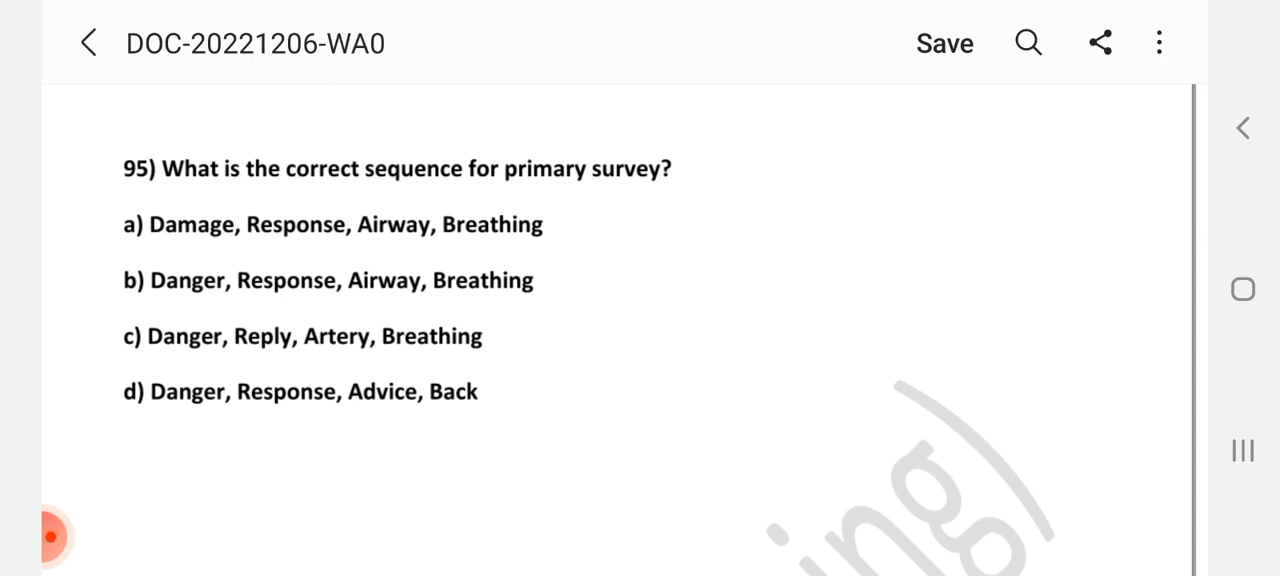 DOC-20221206-WA0
Save
95) What is the correct sequence for primary survey?
a) Damage, Response, Airway, Breathing
b) Danger, Response, Airway, Breathing
c) Danger, Reply, Artery, Breathing
d) Danger, Response, Advice, Back
ing)